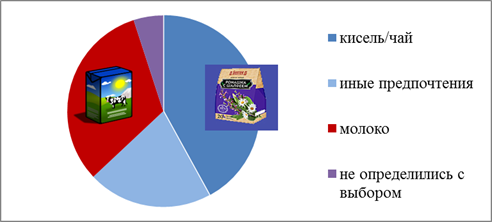 кисель/чай
иные предпочтения
молоко
не определились с
выбором